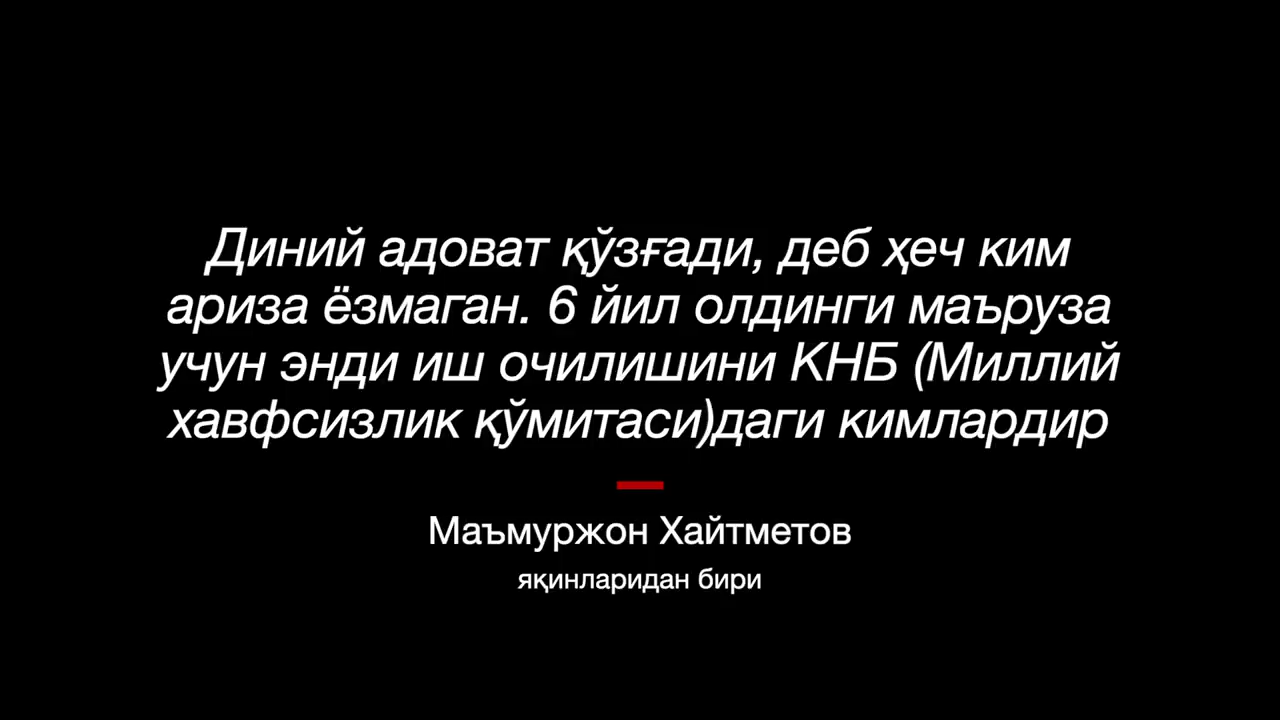 Диний адоват қўзғади, деб ҳеч ким
ариза ёзмаган. 6 йил олдинги маъруза
учун энди иш очилишини КНБ (Миллий
хавфсизлик қўмитаси)даги кимлардир
Маъмуржон Хайтметов
яқинларидан бири